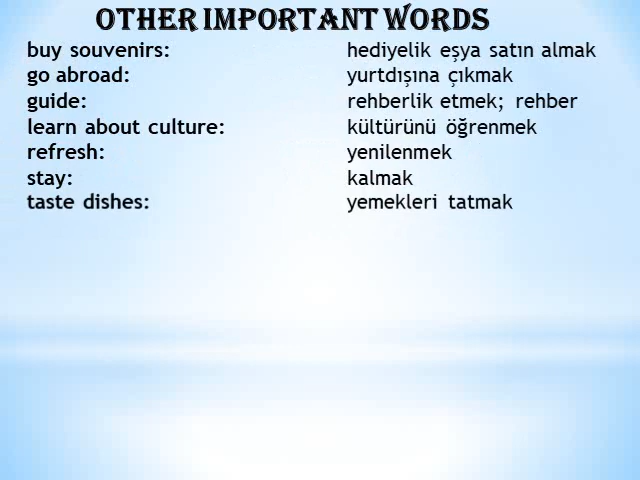 OTHER IMPORTANT WORDS
buy souvenirs: hediyelik eşya satın almak
go abroad: yurtdışına çıkmak
guide: rehberlik etmek; rehber
learn about culture: kültürünü öğrenmek
refresh: yenilenmek
stay: kalmak
taste dishes: yemekleri tatmak